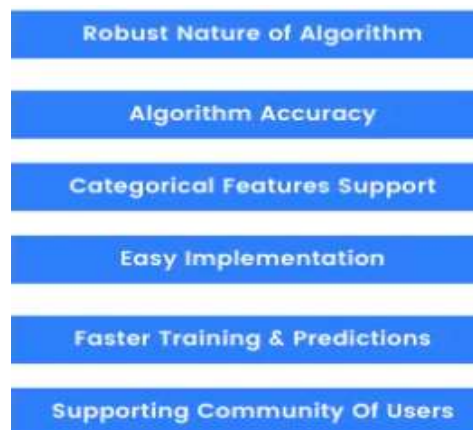 Robust Nature of Algorithm
Algorithm Accuracy
Categorical Features Support
Easy Implementation
Faster Training & Predictions
Supporting Community Of Users